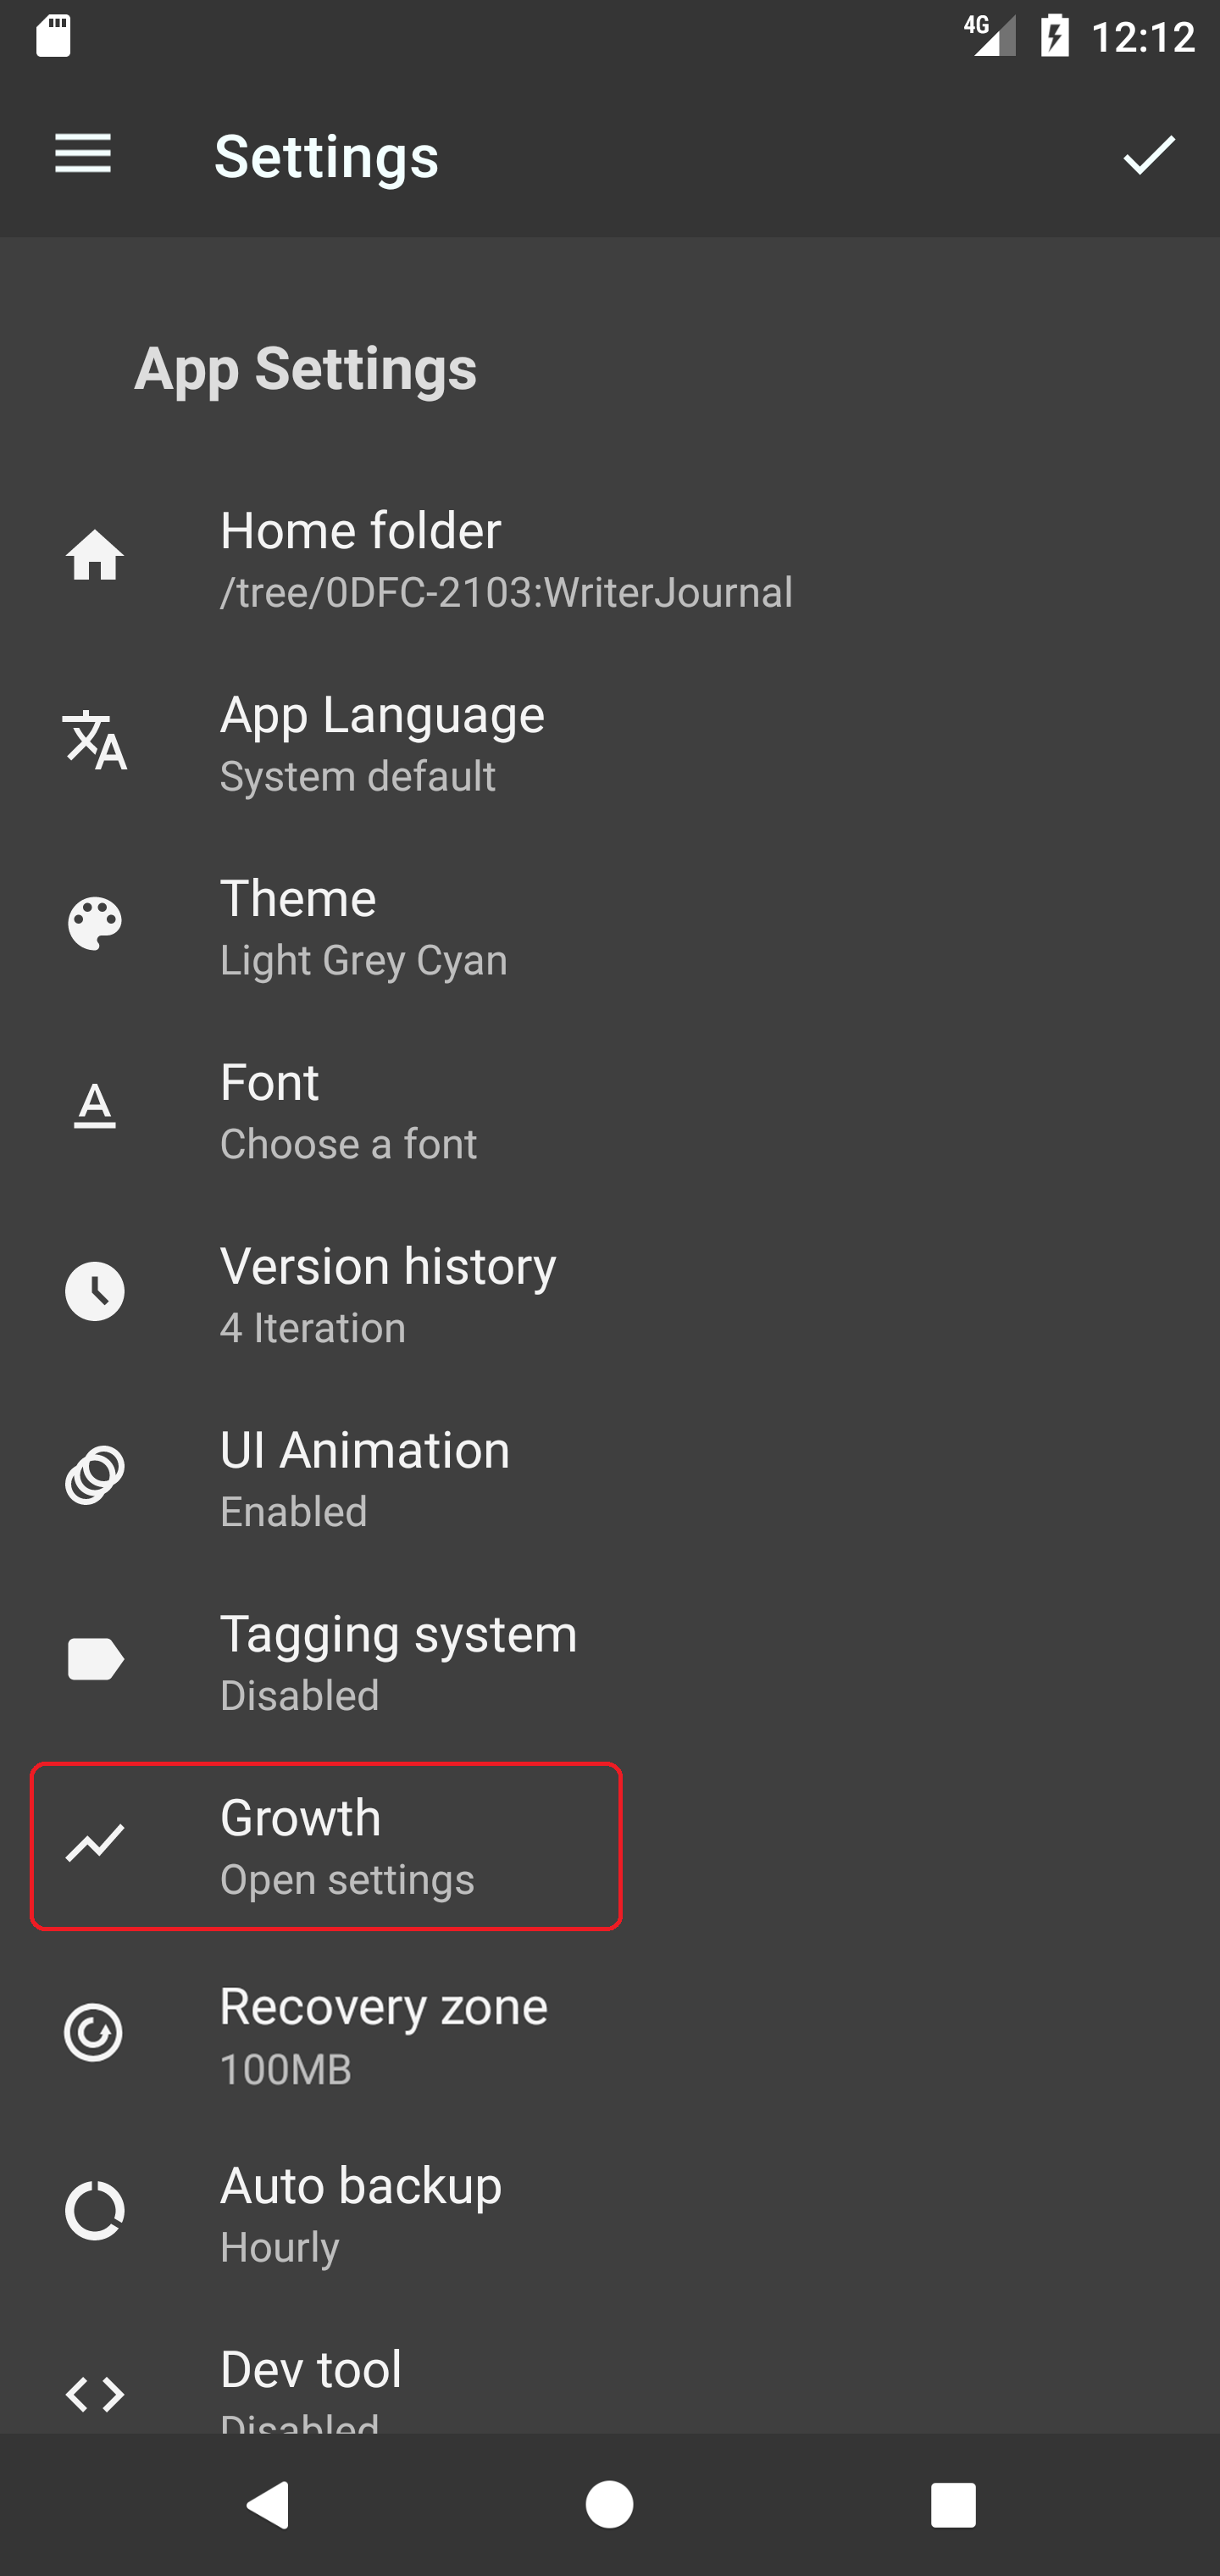 4G 12:12
Settings
App Settings
Home folder
/tree/0DFC-2103:WriterJournal
App Language
System default
Theme
Light Grey Cyan
Font
Choose a font
Version history
4 Iteration
UI Animation
Enabled
Tagging system
Disabled
Growth
Open settings
Recovery zone
100MB
Auto backup
Hourly
Dev tool
Disabled